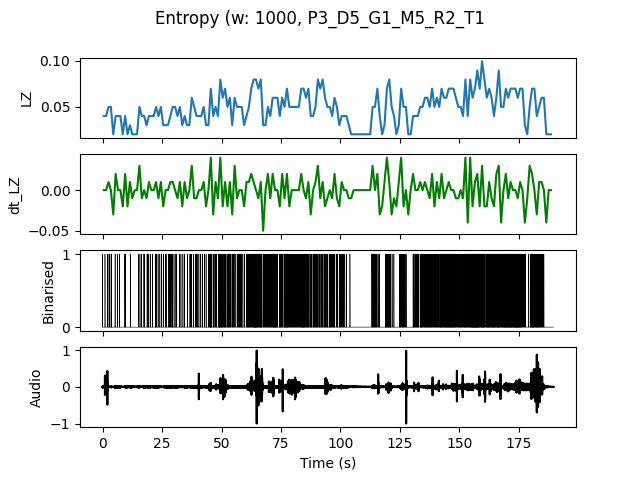 Entropy (w: 1000, P3_D5_G1_M5_R2_T1
0.10
0.05
LZ
0.00
−0.05
dt_LZ
1
0
Binarised
1
0
−1
Audio
0 25 50 75 100 125 150 175
Time (s)